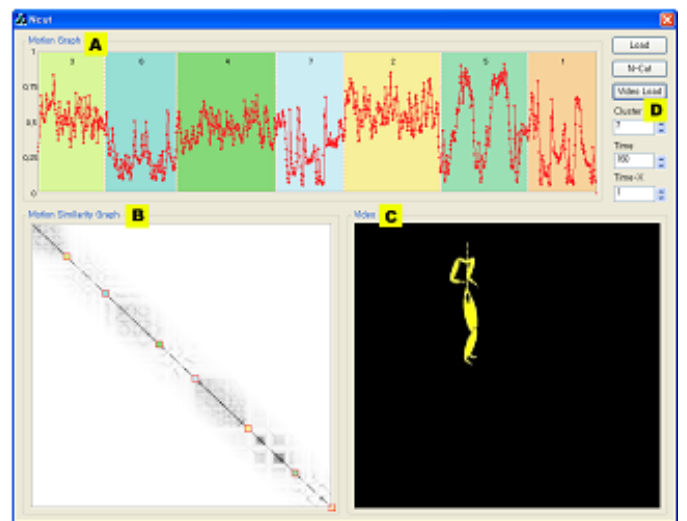 Ncut
Motion Graph A
1
0,75
0,5
0,25
0
3 6 4 7 2 5 1
Load
N-Cut
Video Load
Cluster D
7
Time
160
Time-X
1
Motion Similarity Graph B
Video C